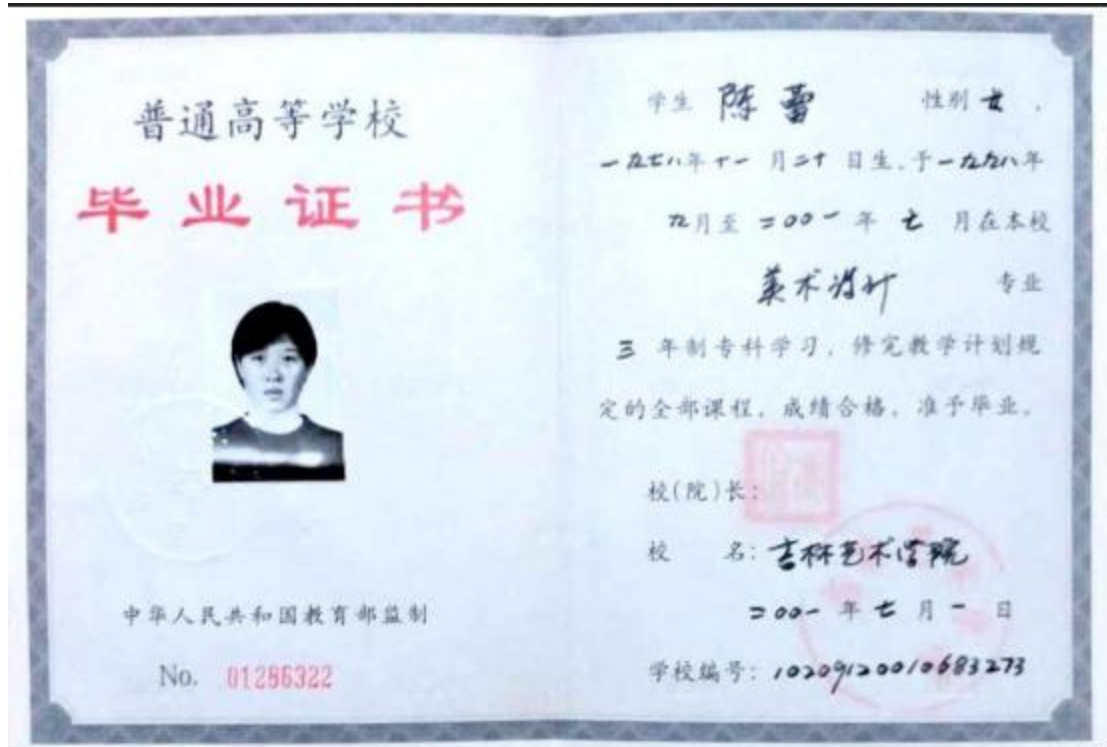 普通高等学校
毕业证书
中华人民共和国教育部监制
No. 01286322
学生 陈蕾 性别 女 ,
一九七八年十一月二十日生,于一九九八年
九月至二〇〇一年七月在本校
美术设计 专业
三年制专科学习,修完教学计划规
定的全部课程,成绩合格,准予毕业。
校(院)长:
校 名: 吉林艺术学院
二〇〇一年七月一日
学校编号: 10209120010683273